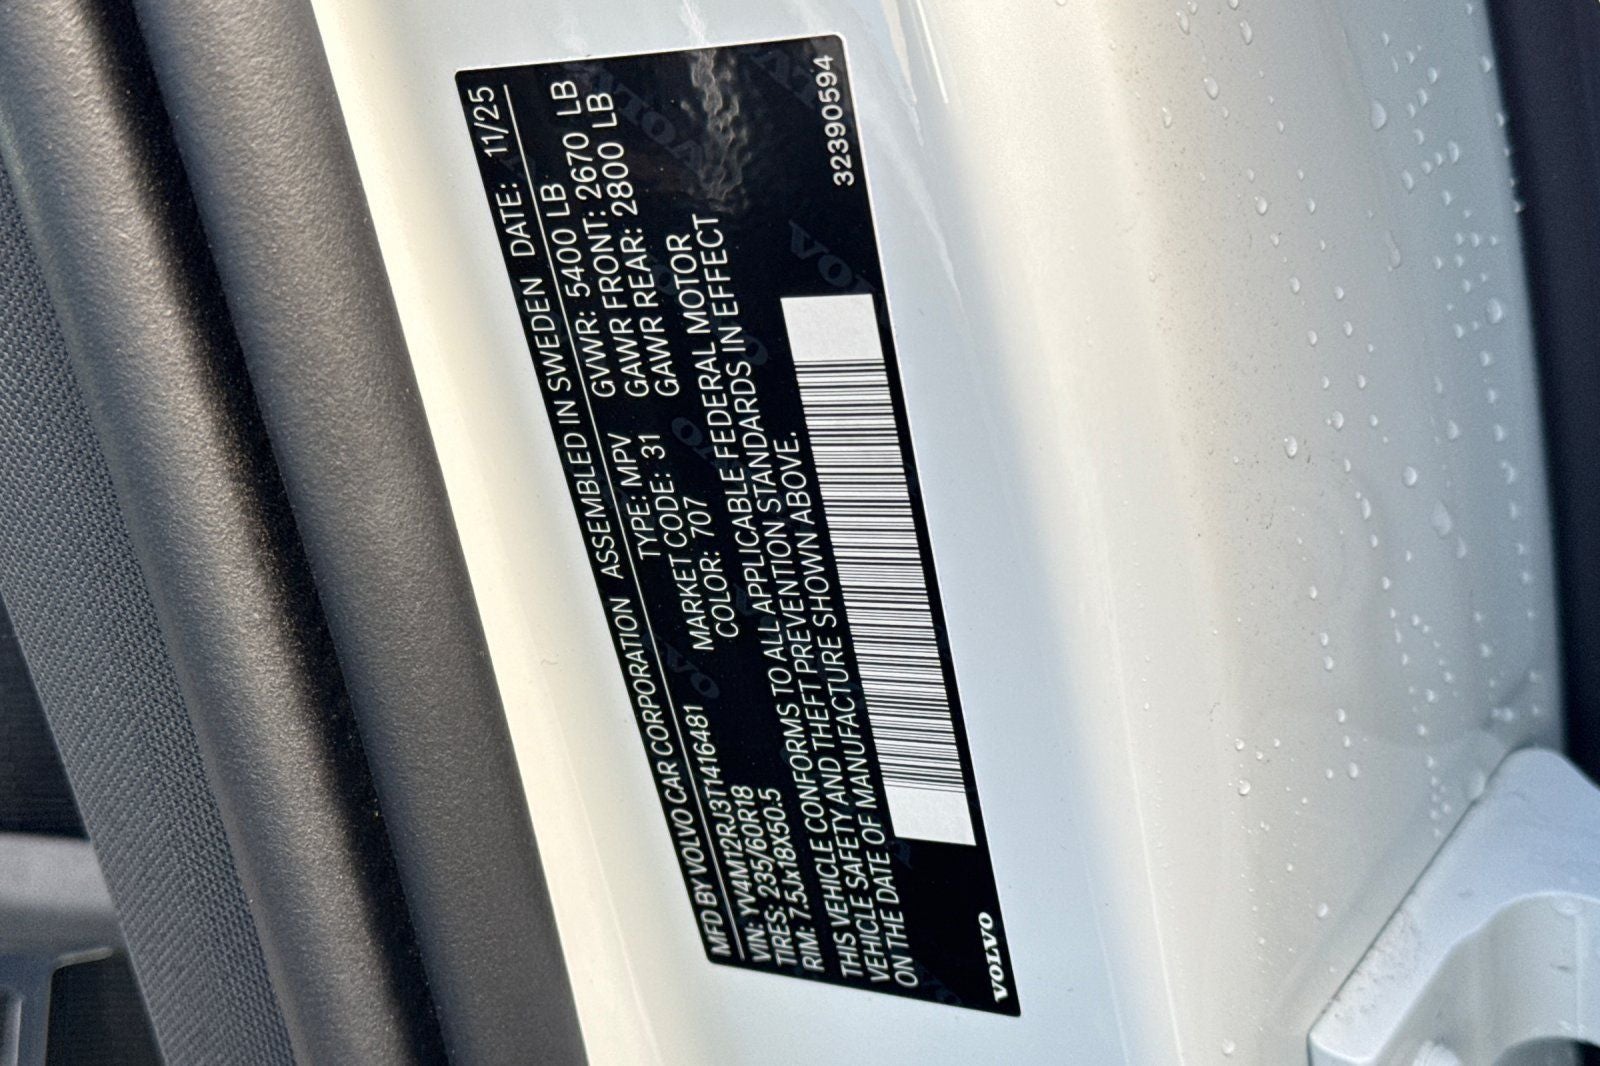 MFD BY VOLVO CAR CORPORATION ASSEMBLED IN SWEDEN DATE: 11/25
VIN: YV4M12RJ3T1416481 TYPE: MPV GVWR: 5400 LB
TIRES: 235/60R18 MARKET CODE: 31 GAWR FRONT: 2670 LB
RIM: 7.5Jx18X50.5 COLOR: 707 GAWR REAR: 2800 LB
THIS VEHICLE CONFORMS TO ALL APPLICABLE FEDERAL MOTOR
VEHICLE SAFETY AND THEFT PREVENTION STANDARDS IN EFFECT
ON THE DATE OF MANUFACTURE SHOWN ABOVE.
VOLVO
32390594